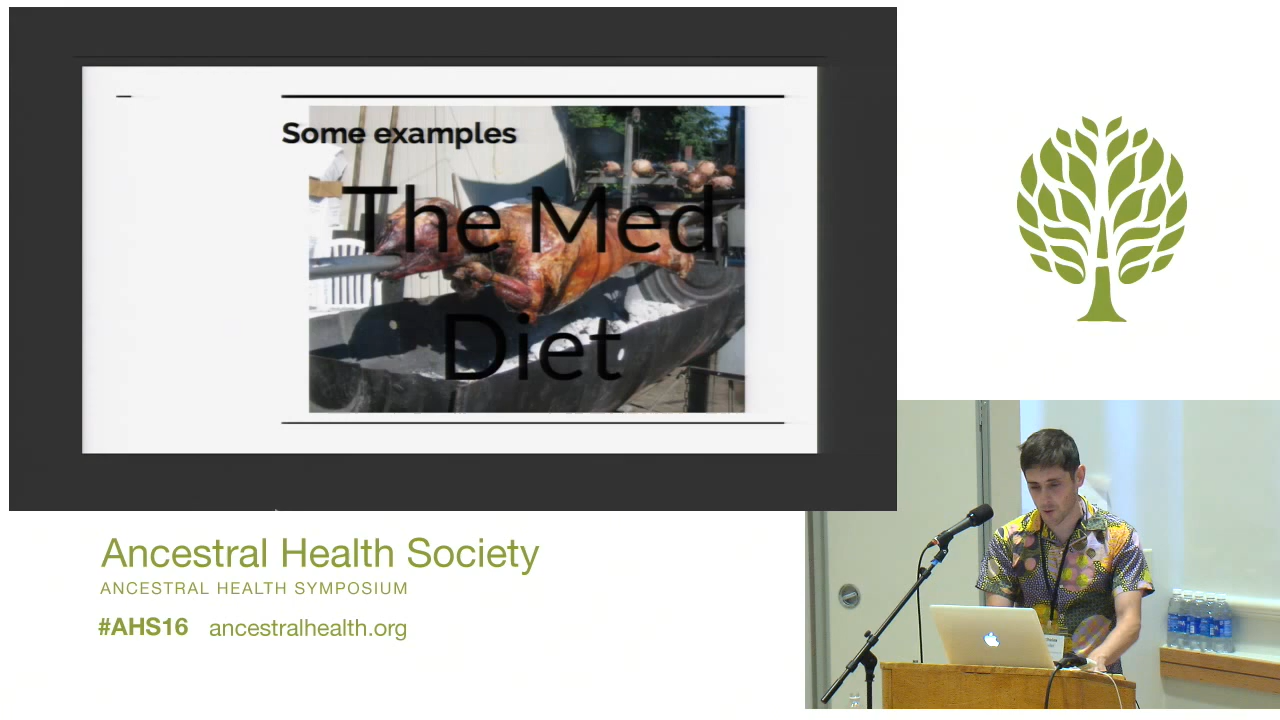 Some examples
The Med
Diet
Ancestral Health Society
ANCESTRAL HEALTH SYMPOSIUM
#AHS16 ancestralhealth.org